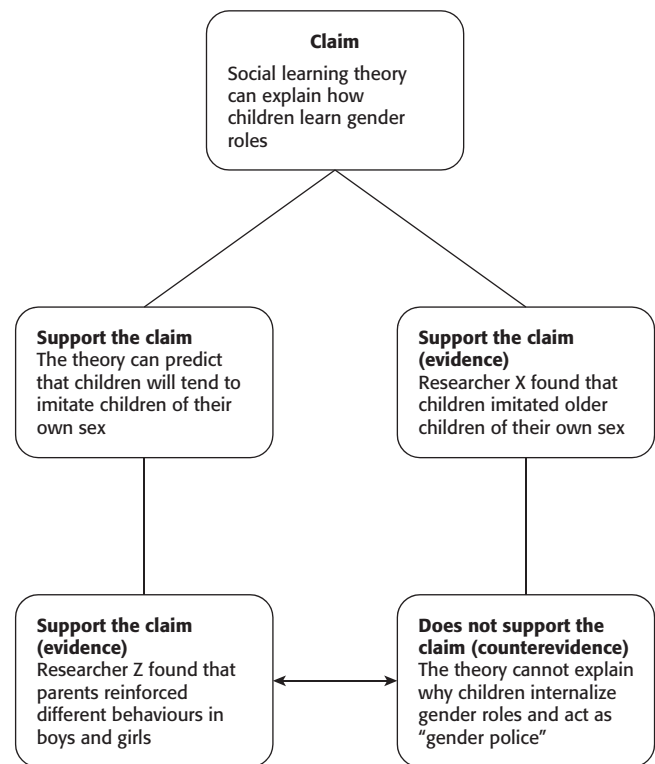 Claim
Social learning theory
can explain how
children learn gender
roles
Support the claim
The theory can predict
that children will tend to
imitate children of their
own sex
Support the claim
(evidence)
Researcher X found that
children imitated older
children of their own sex
Support the claim
(evidence)
Researcher Z found that
parents reinforced
different behaviours in
boys and girls
Does not support the
claim (counterevidence)
The theory cannot explain
why children internalize
gender roles and act as
“gender police”